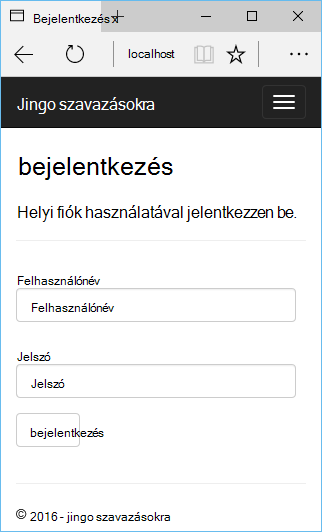 Bejelentkezés
localhost
Jingo szavazásokra
bejelentkezés
Helyi fiók használatával jelentkezzen be.
Felhasználónév
Felhasználónév
Jelszó
Jelszó
bejelentkezés
© 2016 - jingo szavazásokra